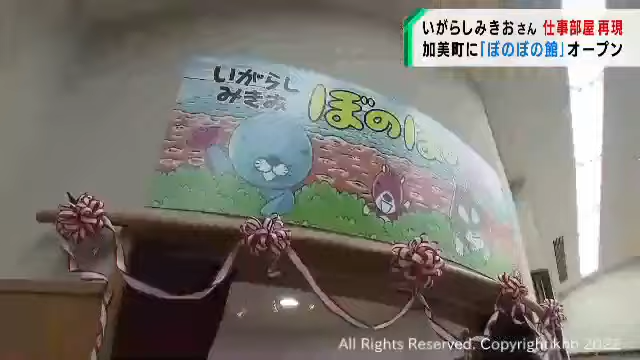 いがらしみきおさん 仕事部屋 再現
加美町に「ぼのぼの館」オープン
いがらし
みきお
ぼのぼの
All Rights Reserved. Copyright khb 2022